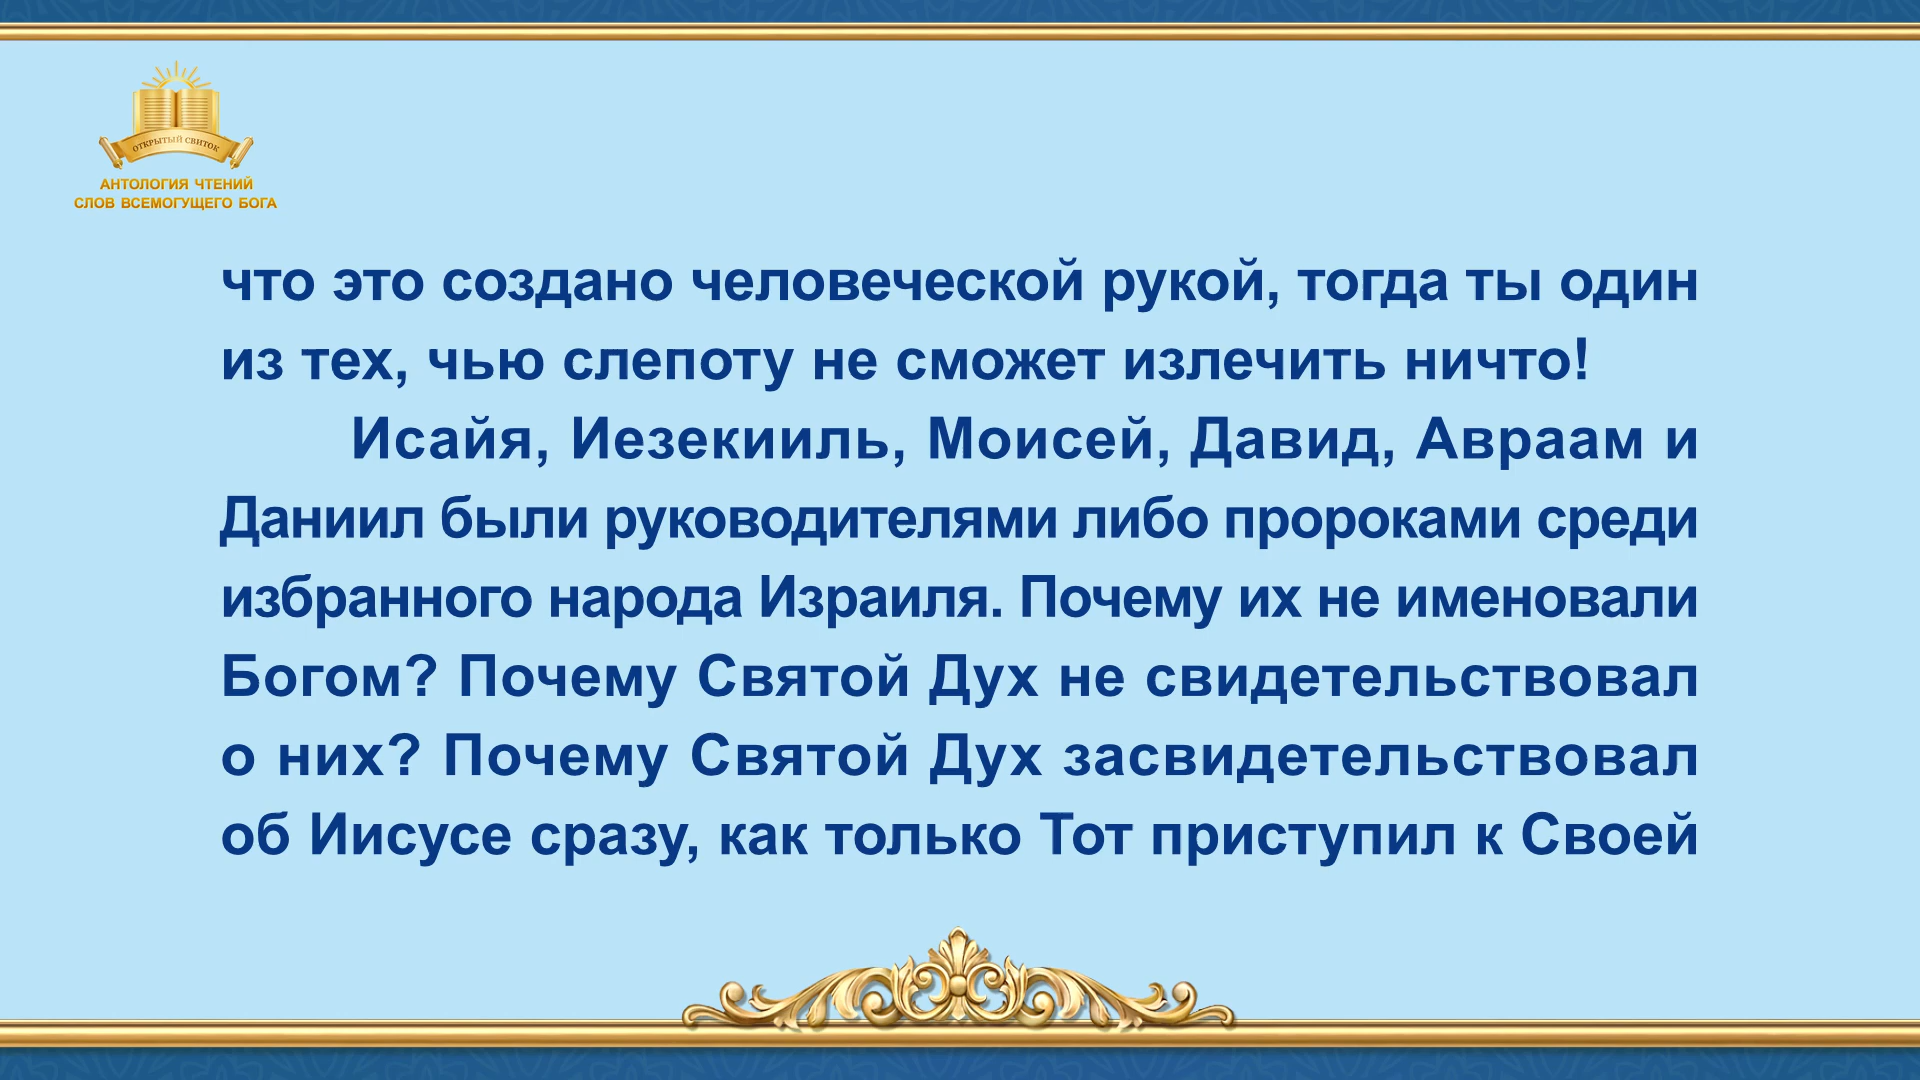 ОТКРЫТЫЙ СВИТОК
АНТОЛОГИЯ ЧТЕНИЙ
СЛОВ ВСЕМОГУЩЕГО БОГА
что это создано человеческой рукой, тогда ты один
из тех, чью слепоту не сможет излечить ничто!
Исайя, Иезекииль, Моисей, Давид, Авраам и
Даниил были руководителями либо пророками среди
избранного народа Израиля. Почему их не именовали
Богом? Почему Святой Дух не свидетельствовал
о них? Почему Святой Дух засвидетельствовал
об Иисусе сразу, как только Тот приступил к Своей